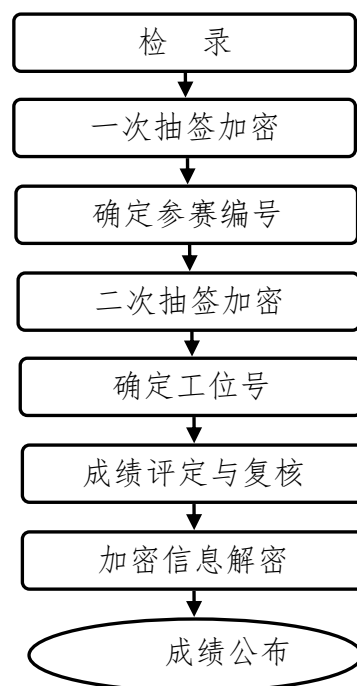 检 录
一次抽签加密
确定参赛编号
二次抽签加密
确定工位号
成绩评定与复核
加密信息解密
成绩公布